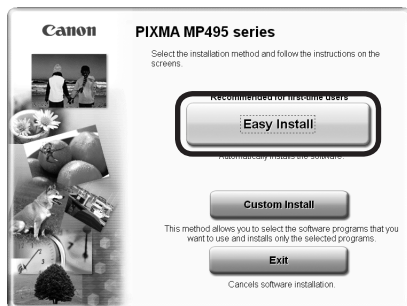 Canon
PIXMA MP495 series
Select the installation method and follow the instructions on the
screens.
Recommended for first-time users
Easy Install
Automatically installs the software.
Custom Install
This method allows you to select the software programs that you
want to use and installs only the selected programs.
Exit
Cancels software installation.